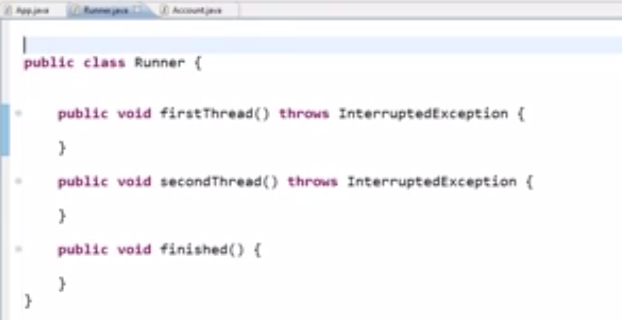 App.java Runner.java Account.java
public class Runner {
public void firstThread() throws InterruptedException {
}
public void secondThread() throws InterruptedException {
}
public void finished() {
}
}